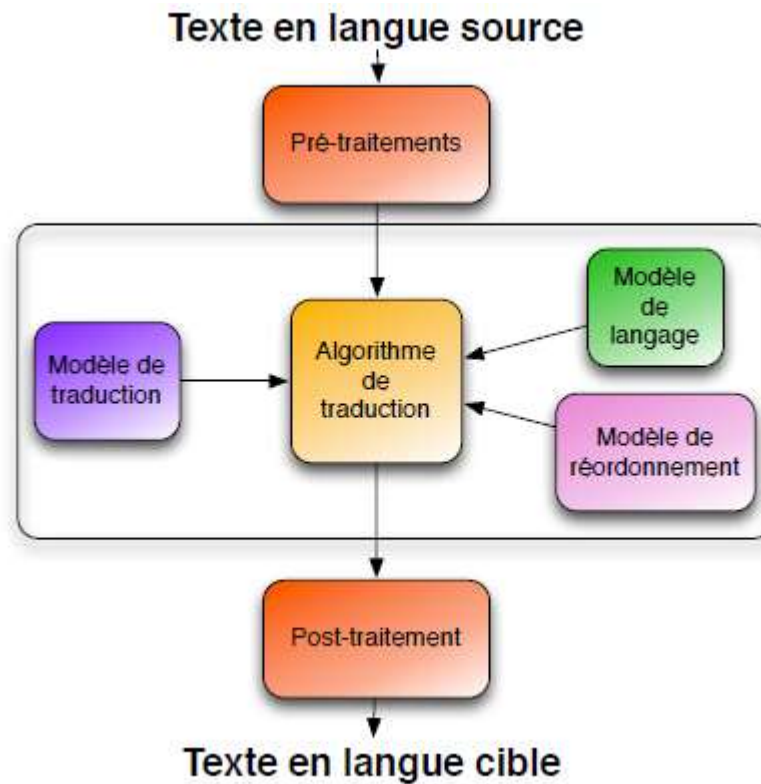 Texte en langue source
Pré-traitements
Modèle
de
langage
Modèle de
traduction
Algorithme
de
traduction
Modèle de
réordonnement
Post-traitement
Texte en langue cible